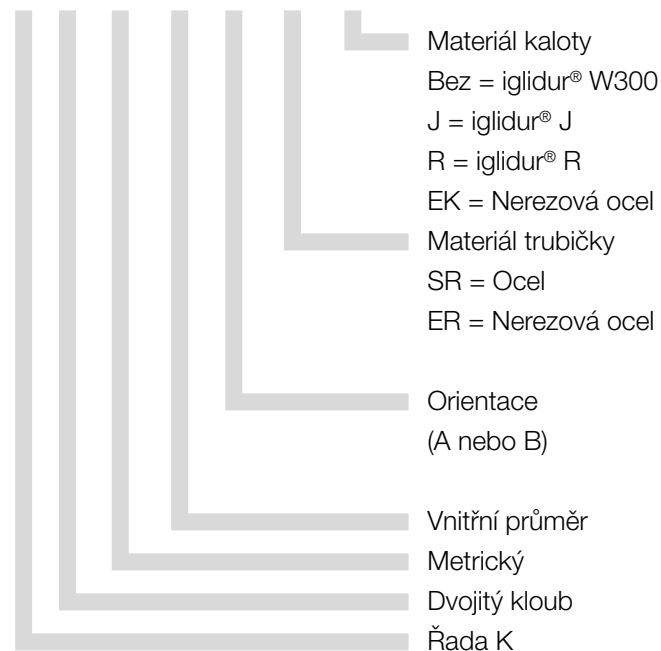 Materiál kaloty
Bez = iglidur® W300
J = iglidur® J
R = iglidur® R
EK = Nerezová ocel
Materiál trubičky
SR = Ocel
ER = Nerezová ocel
Orientace
(A nebo B)
Vnitřní průměr
Metrický
Dvojitý kloub
Řada K